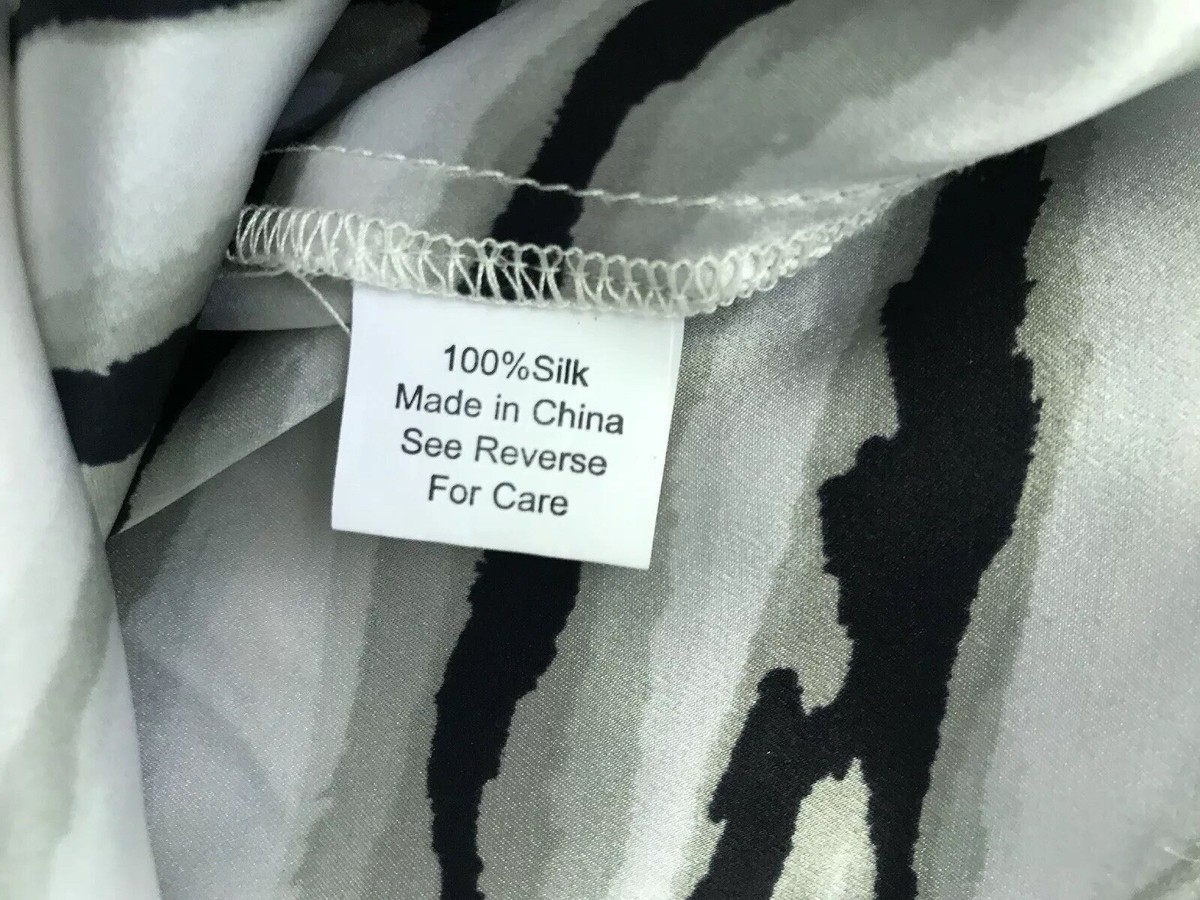 100%Silk
Made in China
See Reverse
For Care